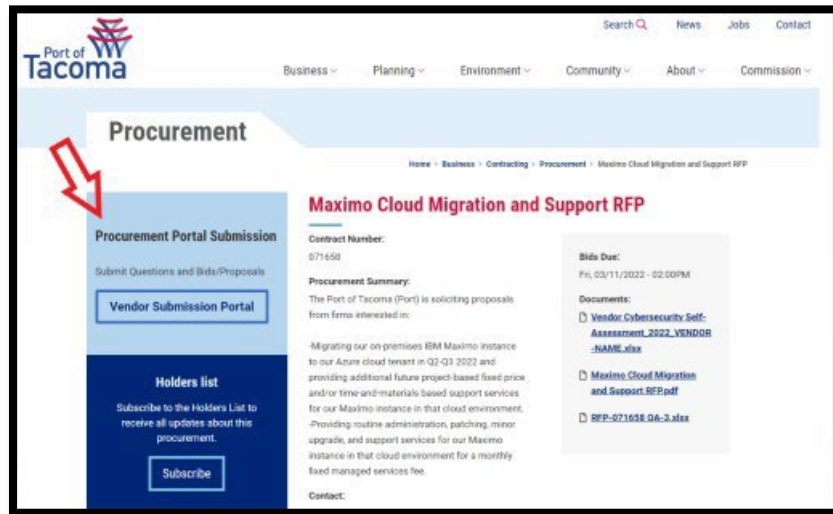 Search News Jobs Contact
Port of
Tacoma
Business Planning Environment Community About Commission
Procurement
Home > Business > Contracting > Procurement > Maximo Cloud Migration and Support RFP
Procurement Portal Submission
Submit Questions and Bids/Proposals
Vendor Submission Portal
Holders list
Subscribe to the Holders List to
receive all updates about this
procurement.
Subscribe
Maximo Cloud Migration and Support RFP
Contract Number:
071658
Procurement Summary:
The Port of Tacoma (Port) is soliciting proposals
from firms interested in:
-Migrating our on-premises IBM Maximo instance
to our Azure cloud tenant in Q2-Q3 2022 and
providing additional future project-based fixed price
and/or time-and-materials based support services
for our Maximo instance in that cloud environment.
-Providing routine administration, patching, minor
upgrade, and support services for our Maximo
instance in that cloud environment for a monthly
fixed managed services fee.
Contact:
Bids Due:
Fri, 03/11/2022 - 02:00PM
Documents:
Vendor Cybersecurity Self-
Assessment_2022_VENDOR
-NAME.xlsx
Maximo Cloud Migration
and Support RFP.pdf
RFP-071658 QA-3.xlsx